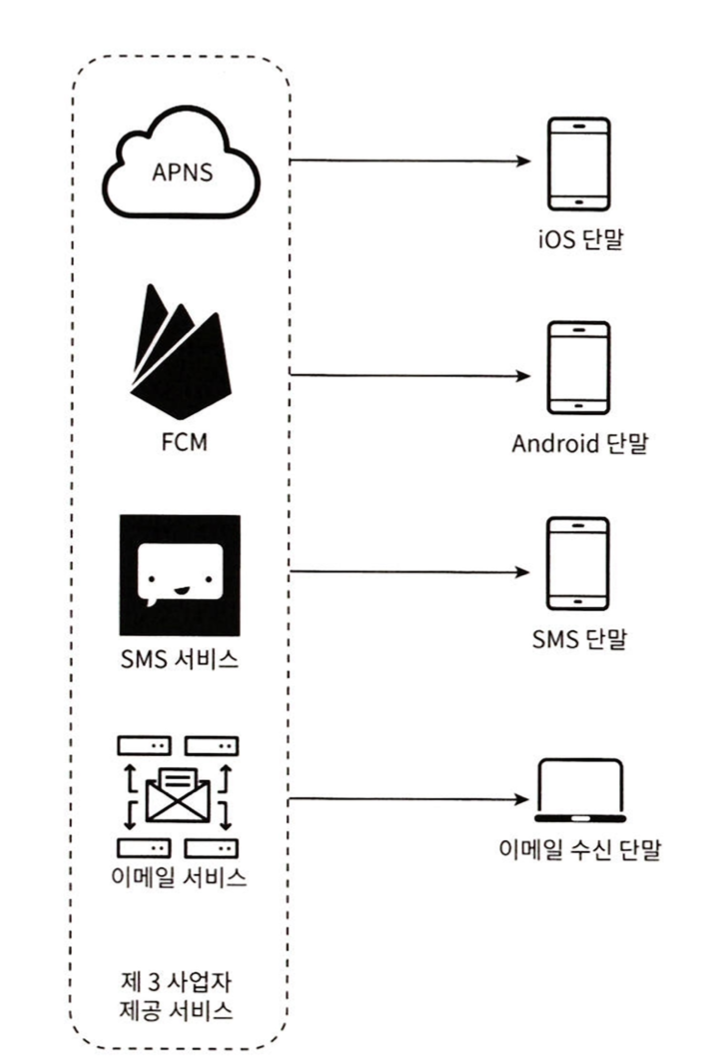 APNS
iOS 단말
FCM
Android 단말
SMS 서비스
SMS 단말
이메일 서비스
이메일 수신 단말
제 3 사업자
제공 서비스